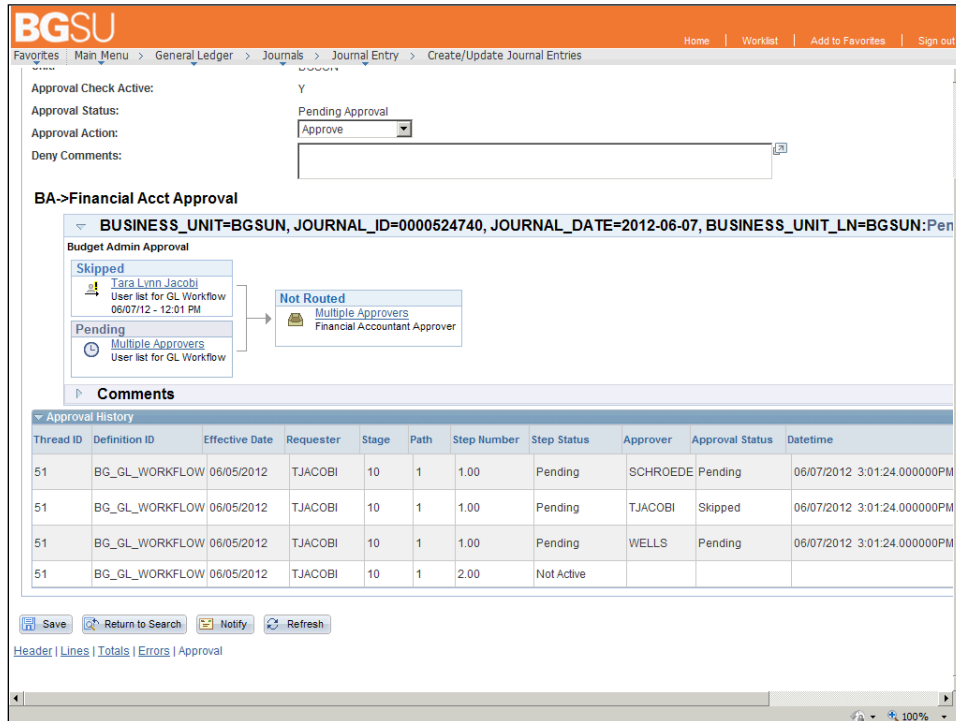 BGSU
Home | Worklist | Add to Favorites | Sign out
Favorites | Main Menu > General Ledger > Journals > Journal Entry > Create/Update Journal Entries
Approval Check Active: Y
Approval Status: Pending Approval
Approval Action: Approve
Deny Comments:
BA->Financial Acct Approval
BUSINESS_UNIT=BGSUN, JOURNAL_ID=0000524740, JOURNAL_DATE=2012-06-07, BUSINESS_UNIT_LN=BGSUN:Pen
Budget Admin Approval
Skipped
Tara Lynn Jacobi
User list for GL Workflow
06/07/12 - 12:01 PM
Pending
Multiple Approvers
User list for GL Workflow
Not Routed
Multiple Approvers
Financial Accountant Approver
Comments
Approval History
Thread ID Definition ID Effective Date Requester Stage Path Step Number Step Status Approver Approval Status Datetime
51 BG_GL_WORKFLOW 06/05/2012 TJACOBI 10 1 1.00 Pending SCHROEDE Pending 06/07/2012 3:01:24.000000PM
51 BG_GL_WORKFLOW 06/05/2012 TJACOBI 10 1 1.00 Pending TJACOBI Skipped 06/07/2012 3:01:24.000000PM
51 BG_GL_WORKFLOW 06/05/2012 TJACOBI 10 1 1.00 Pending WELLS Pending 06/07/2012 3:01:24.000000PM
51 BG_GL_WORKFLOW 06/05/2012 TJACOBI 10 1 2.00 Not Active
Save Return to Search Notify Refresh
Header | Lines | Totals | Errors | Approval
100%